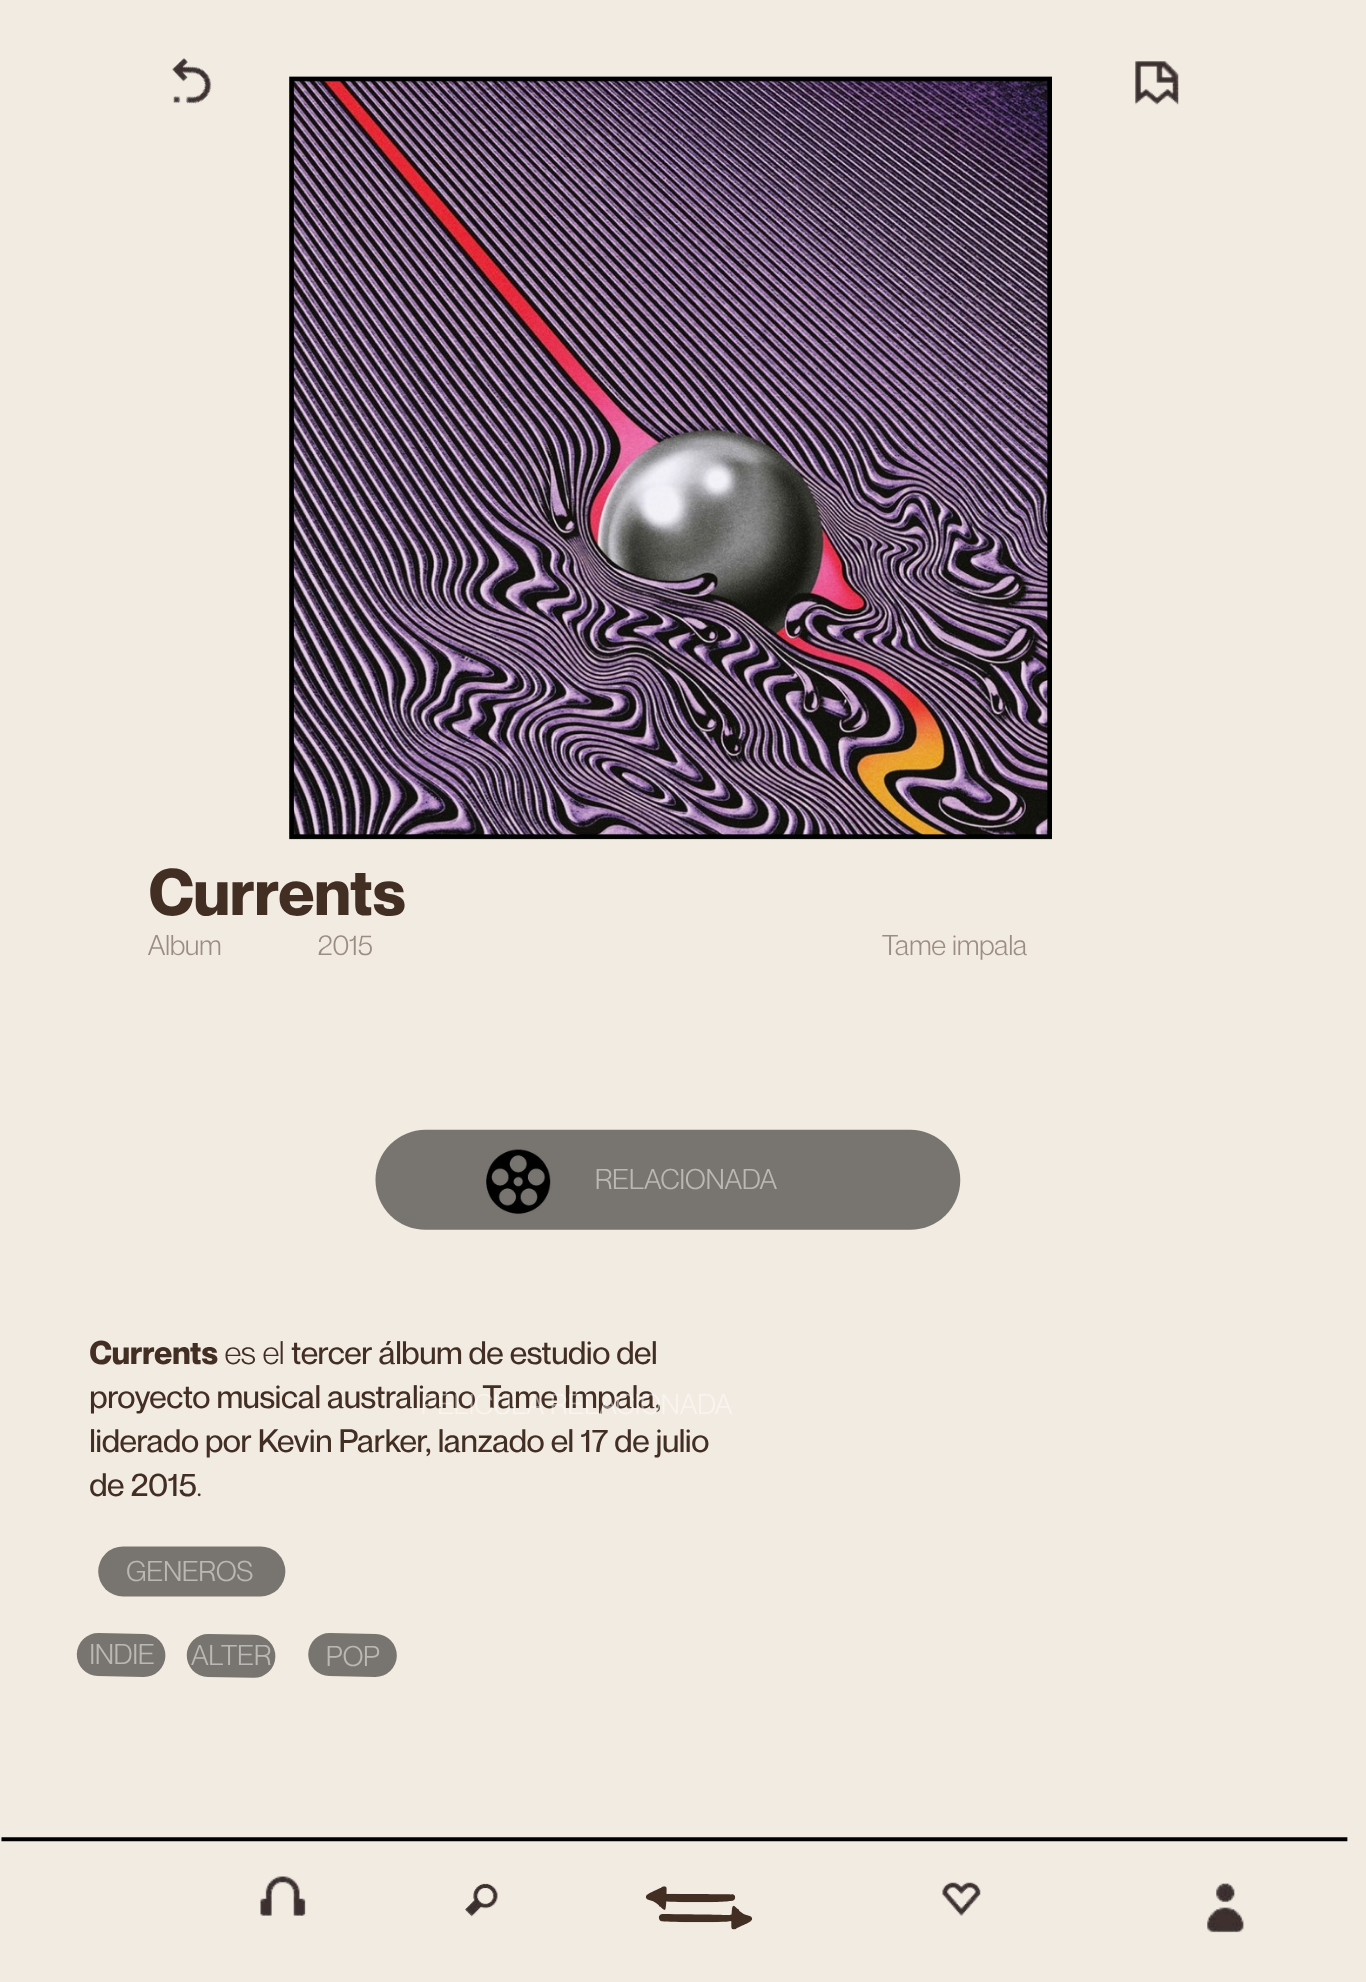 Currents
Album 2015 Tame impala
RELACIONADA
Currents es el tercer álbum de estudio del
proyecto musical australiano Tame Impala,
liderado por Kevin Parker, lanzado el 17 de julio
de 2015.
GENEROS
INDIE ALTER POP